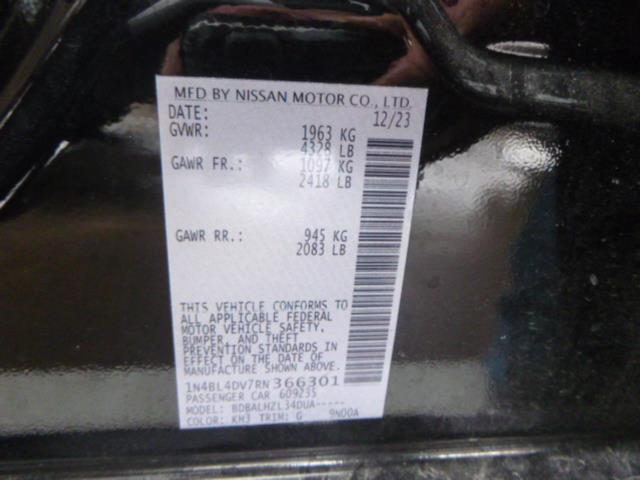 MFD BY NISSAN MOTOR CO., LTD.
DATE: 12/23
GVWR: 1963 KG
4328 LB
GAWR FR.: 1097 KG
2418 LB
GAWR RR.: 945 KG
2083 LB
THIS VEHICLE CONFORMS TO
ALL APPLICABLE FEDERAL
MOTOR VEHICLE SAFETY,
BUMPER, AND THEFT
PREVENTION STANDARDS IN
EFFECT ON THE DATE OF
MANUFACTURE SHOWN ABOVE.
1N4BL4DV7RN366301
PASSENGER CAR 609235
MODEL: BDBALHZL34DUA-----
COLOR: KH3 TRIM: G 9N00A